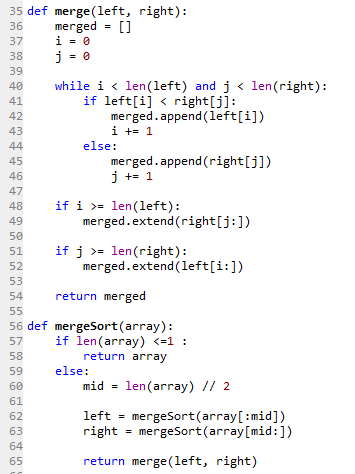 35 def merge(left, right):
36     merged = []
37     i = 0
38     j = 0
39
40     while i < len(left) and j < len(right):
41         if left[i] < right[j]:
42             merged.append(left[i])
43             i += 1
44         else:
45             merged.append(right[j])
46             j += 1
47
48     if i >= len(left):
49         merged.extend(right[j:])
50
51     if j >= len(right):
52         merged.extend(left[i:])
53
54     return merged
55
56 def mergeSort(array):
57     if len(array) <=1 :
58         return array
59     else:
60         mid = len(array) // 2
61
62         left = mergeSort(array[:mid])
63         right = mergeSort(array[mid:])
64
65         return merge(left, right)